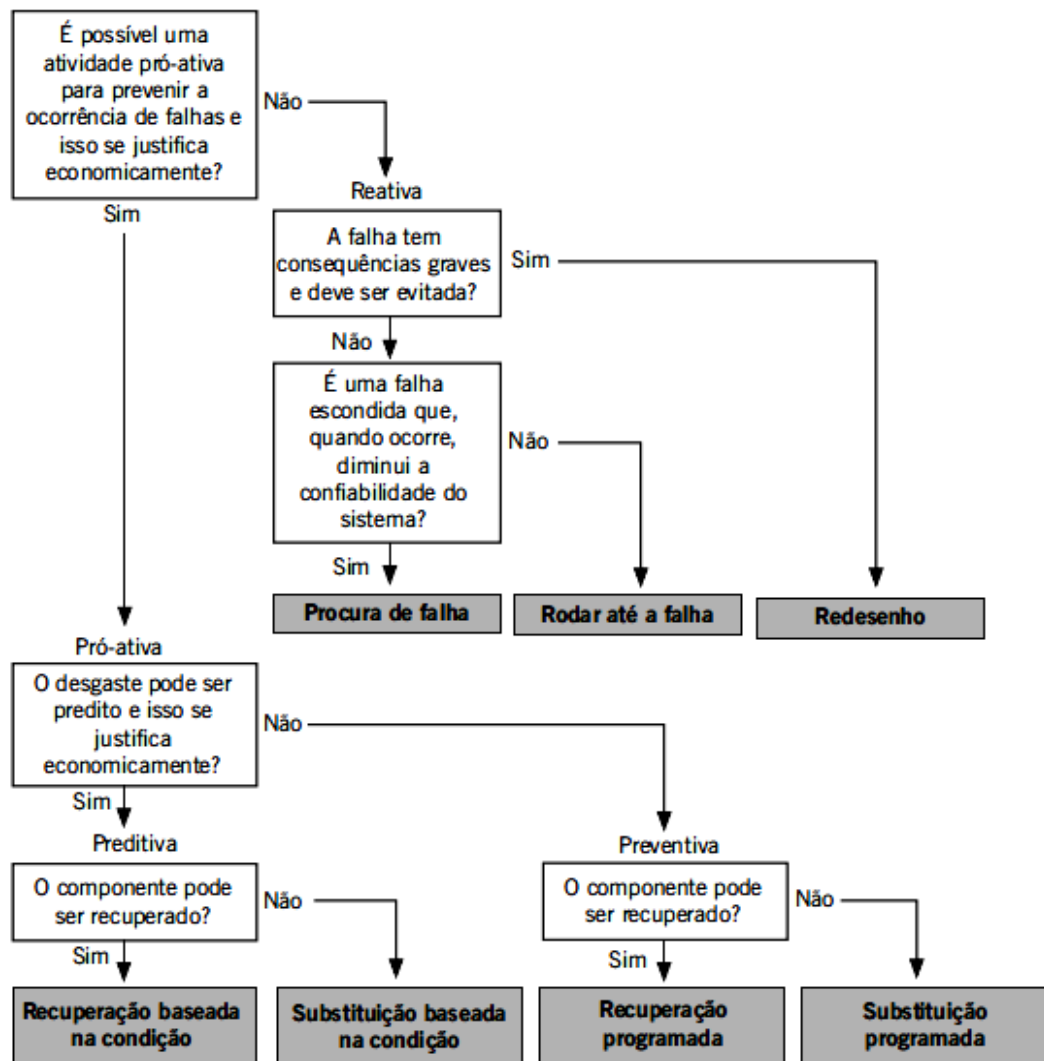 É possível uma
atividade pró-ativa
para prevenir a
ocorrência de falhas e
isso se justifica
economicamente?
Não
Sim
Reativa
A falha tem
consequências graves
e deve ser evitada?
Sim
Não
É uma falha
escondida que,
quando ocorre,
diminui a
confiabilidade do
sistema?
Não
Sim
Procura de falha
Rodar até a falha
Redesenho
Pró-ativa
O desgaste pode ser
predito e isso se
justifica
economicamente?
Não
Sim
Preditiva
O componente pode
ser recuperado?
Não
Sim
Preventiva
O componente pode
ser recuperado?
Não
Sim
Recuperação baseada
na condição
Substituição baseada
na condição
Recuperação
programada
Substituição
programada